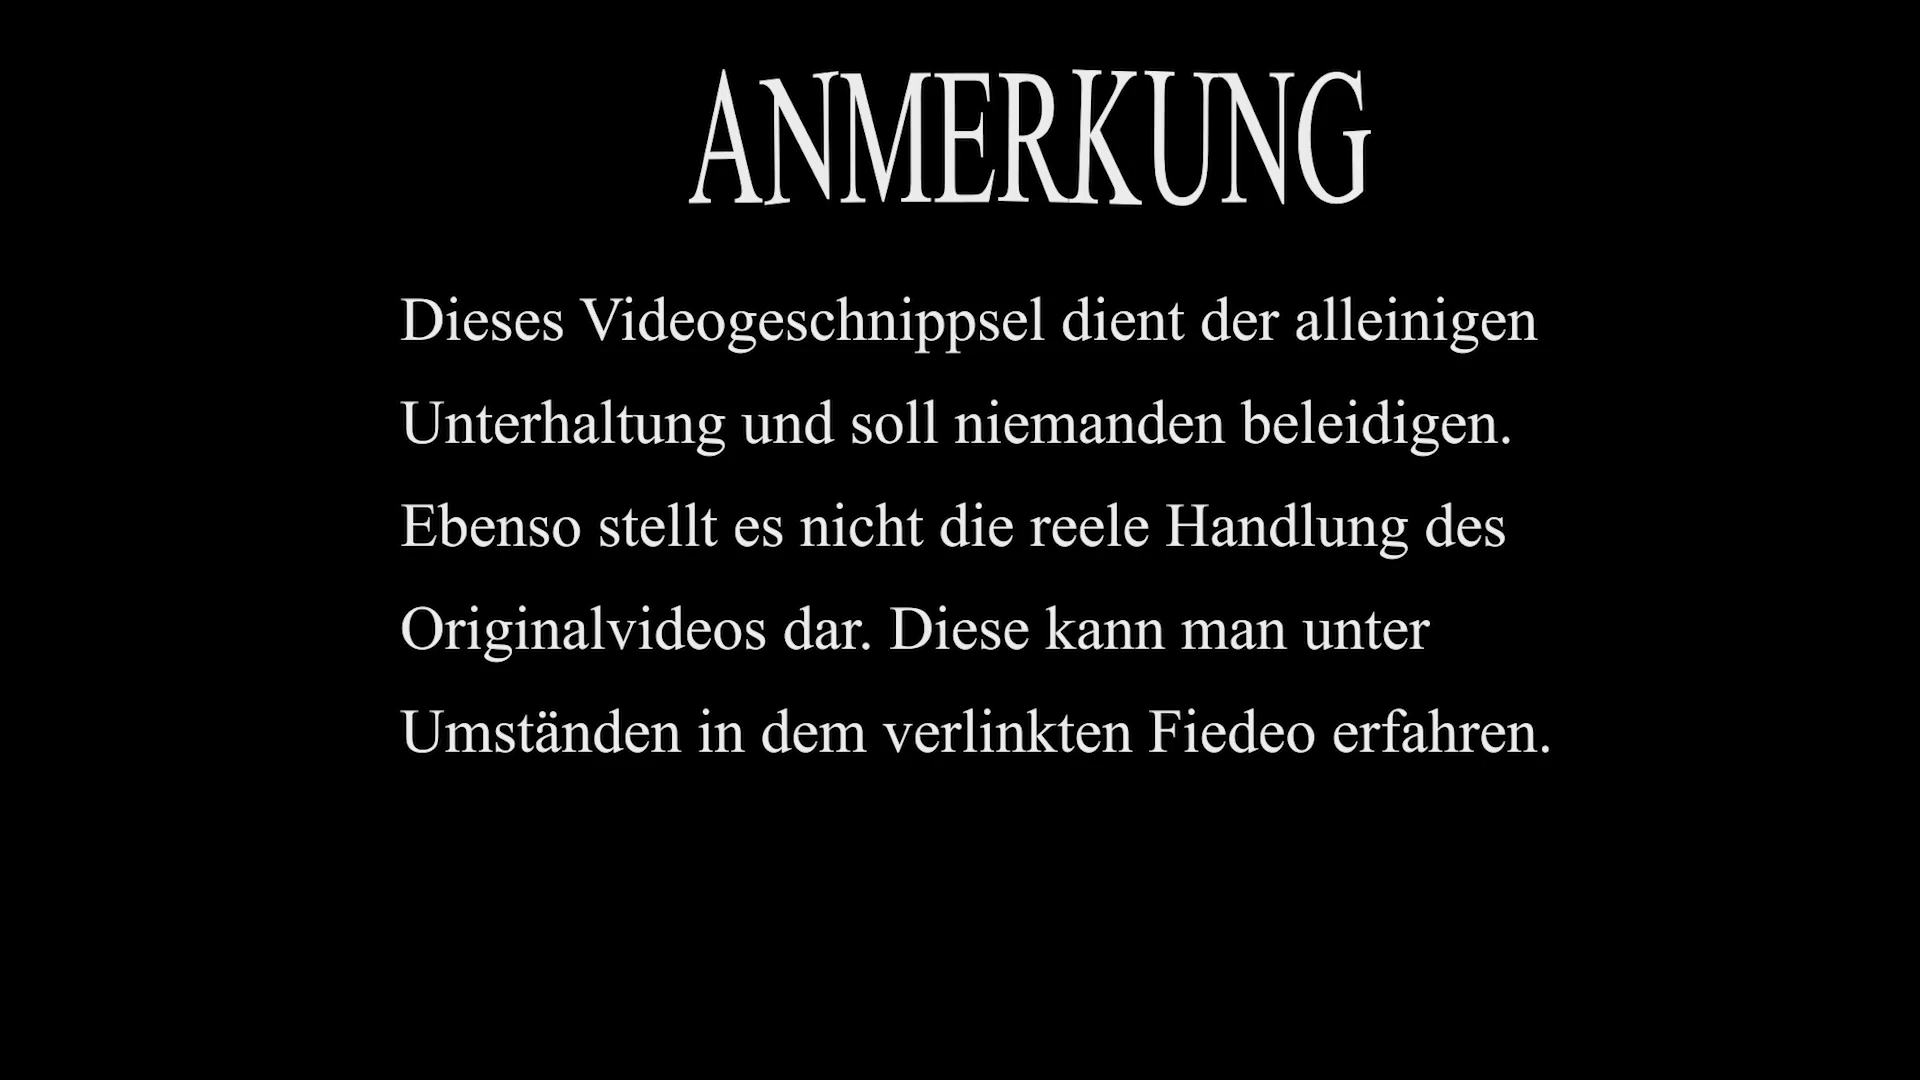 ANMERKUNG
Dieses Videogeschnippsel dient der alleinigen
Unterhaltung und soll niemanden beleidigen.
Ebenso stellt es nicht die reele Handlung des
Originalvideos dar. Diese kann man unter
Umständen in dem verlinkten Fiedeo erfahren.